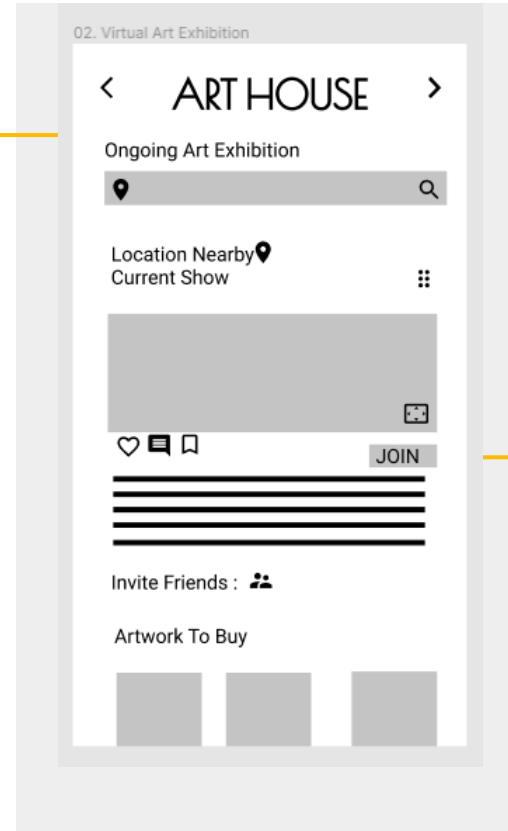 02. Virtual Art Exhibition
ART HOUSE
Ongoing Art Exhibition
Location Nearby
Current Show
JOIN
Invite Friends :
Artwork To Buy